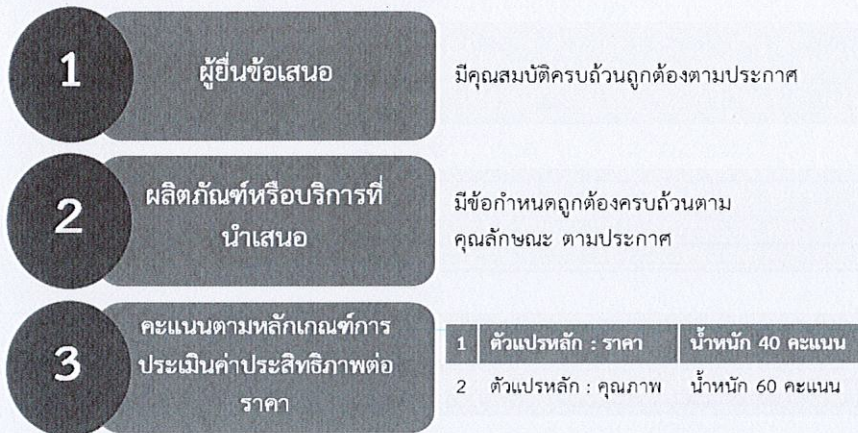 1
ผู้ยื่นข้อเสนอ
มีคุณสมบัติครบถ้วนถูกต้องตามประกาศ
2
ผลิตภัณฑ์หรือบริการที่
นำเสนอ
มีข้อกำหนดถูกต้องครบถ้วนตาม
คุณลักษณะ ตามประกาศ
3
คะแนนตามหลักเกณฑ์การ
ประเมินค่าประสิทธิภาพต่อ
ราคา
1 ตัวแปรหลัก : ราคา น้ำหนัก 40 คะแนน
2 ตัวแปรหลัก : คุณภาพ น้ำหนัก 60 คะแนน